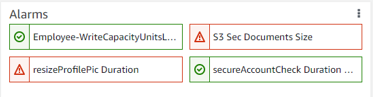 Alarms
Employee-WriteCapacityUnitsL...
S3 Sec Documents Size
resizeProfilePic Duration
secureAccountCheck Duration ...